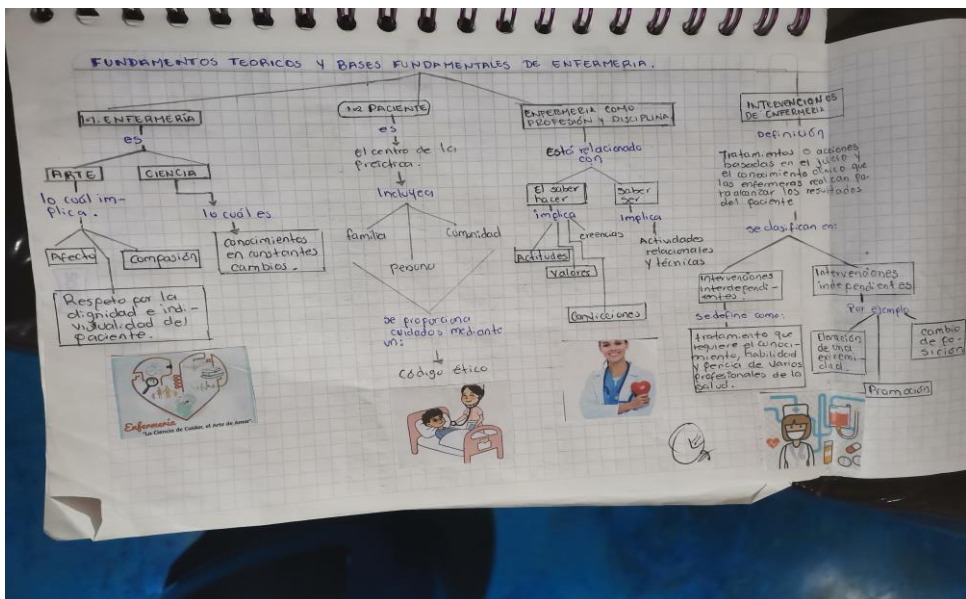 FUNDAMENTOS TEORICOS Y BASES FUNDAMENTALES DE ENFERMERIA.
1.1. ENFERMERÍA
es
ARTE
CIENCIA
lo cuál im-
plica.
Afecto
Compasión
Respeto por la
dignidad e indi-
vidualidad del
paciente.
lo cuál es
conocimientos
en constantes
cambios.
Enfermería
"La Ciencia de Cuidar, el Arte de Amar"
1.2 PACIENTE
es
el centro de la
práctica.
Incluyea
familia
Persona
Comunidad
se proporciona
cuidados mediante
un:
Código ético
ENFERMERIA COMO
PROFESIÓN Y DISCIPLINA
Está relacionado
con
El saber
hacer
implica
Actitudes
Valores
Convicciones
creencias
Saber
ser
Implica
Actividades
relacionales
y técnicas
INTERVENCIONES
DE ENFERMERIA
Definición
Tratamientos o acciones
basadas en el juicio y
el conocimiento clínico que
las enfermeras realizan pa-
ra alcanzar los resultados
del paciente
se clasifican en:
Intervenciones
interdependi-
entes.
Se define como:
tratamiento que
requiere el conoci-
miento, habilidad
y pericia de varios
profesionales de la
salud.
Intervenciones
independientes
Por ejemplo
Elevación
de una
extremi-
dad.
Promoción
cambio
de po-
sición